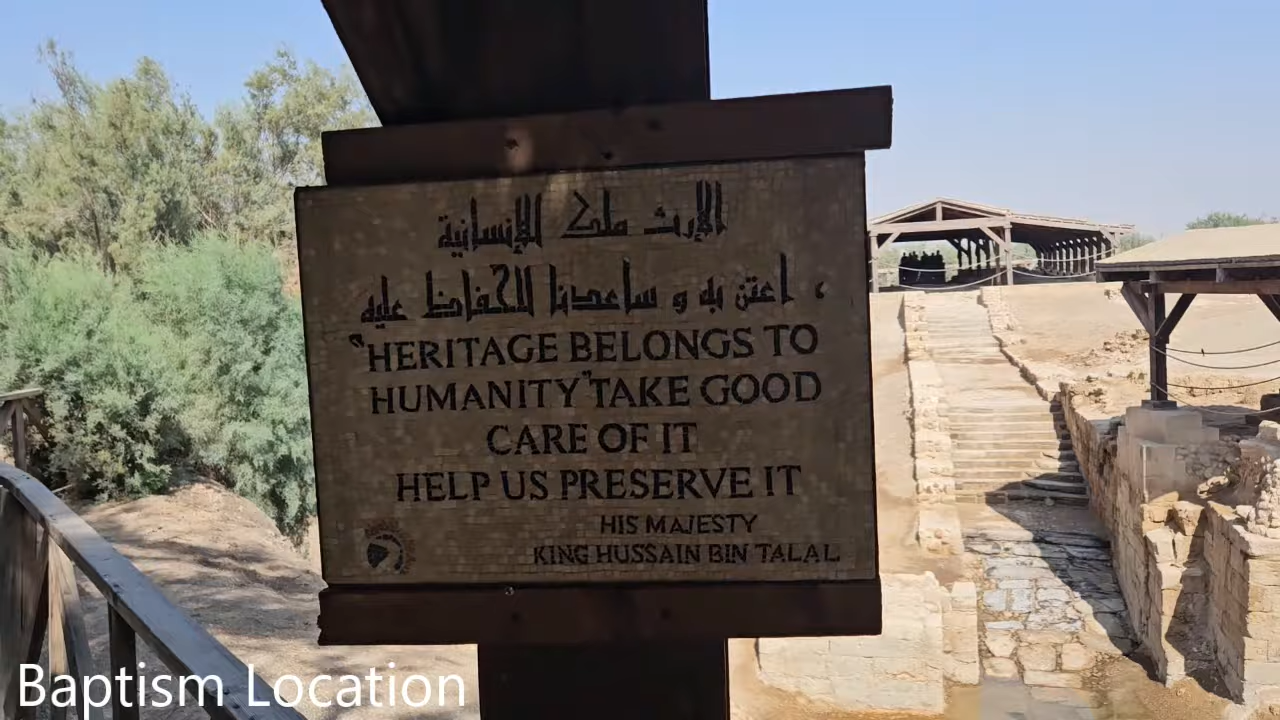 الإرث ملك للإنسانية
، اعتن به و ساعدنا للحفاظ عليه
"HERITAGE BELONGS TO
HUMANITY" TAKE GOOD
CARE OF IT
HELP US PRESERVE IT
HIS MAJESTY
KING HUSSAIN BIN TALAL
Baptism Location